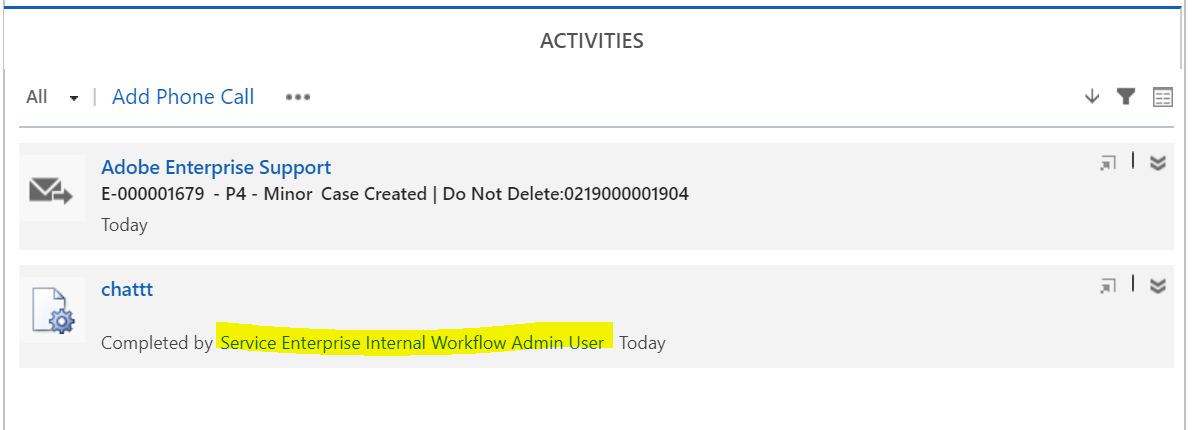 ACTIVITIES
All | Add Phone Call
Adobe Enterprise Support
E-000001679 - P4 - Minor Case Created | Do Not Delete:0219000001904
Today
chattt
Completed by Service Enterprise Internal Workflow Admin User Today